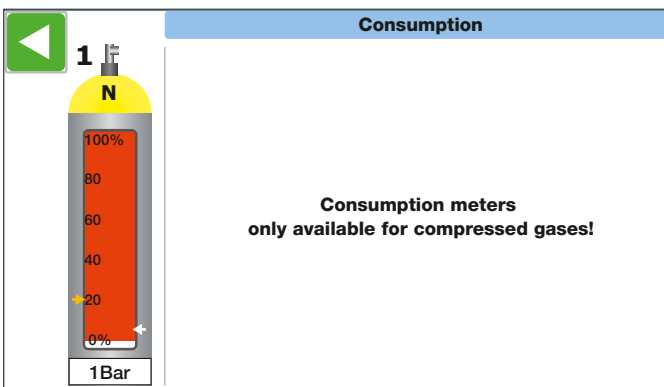 Consumption
1
N
100%
80
60
40
20
0%
1Bar
Consumption meters
only available for compressed gases!